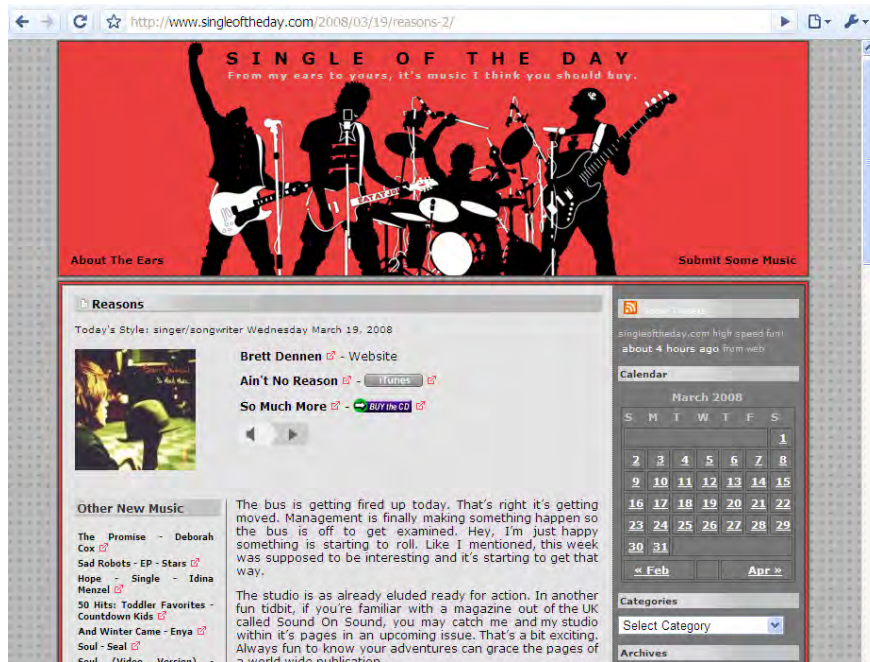 http://www.singleoftheday.com/2008/03/19/reasons-2/
SINGLE OF THE DAY
From my ears to yours, it's music I think you should buy.
EAT AT JOE
About The Ears
Submit Some Music
Reasons
Today's Style: singer/songwriter Wednesday March 19, 2008
Brett Dennen - Website
Ain't No Reason - iTunes
So Much More - BUY the CD
Other New Music
The Promise - Deborah
Cox
Sad Robots - EP - Stars
Hope - Single - Idina
Menzel
50 Hits: Toddler Favorites -
Countdown Kids
And Winter Came - Enya
Soul - Seal
Soul (Video Version) -
The bus is getting fired up today. That's right it's getting
moved. Management is finally making something happen so
the bus is off to get examined. Hey, I'm just happy
something is starting to roll. Like I mentioned, this week
was supposed to be interesting and it's starting to get that
way.
The studio is as already eluded ready for action. In another
fun tidbit, if you're familiar with a magazine out of the UK
called Sound On Sound, you may catch me and my studio
within it's pages in an upcoming issue. That's a bit exciting.
Always fun to know your adventures can grace the pages of
a world wide publication.
singleoftheday.com high speed fun!
about 4 hours ago from web
Calendar
March 2008
S M T W T F S
1
2 3 4 5 6 7 8
9 10 11 12 13 14 15
16 17 18 19 20 21 22
23 24 25 26 27 28 29
30 31
« Feb Apr »
Categories
Select Category
Archives